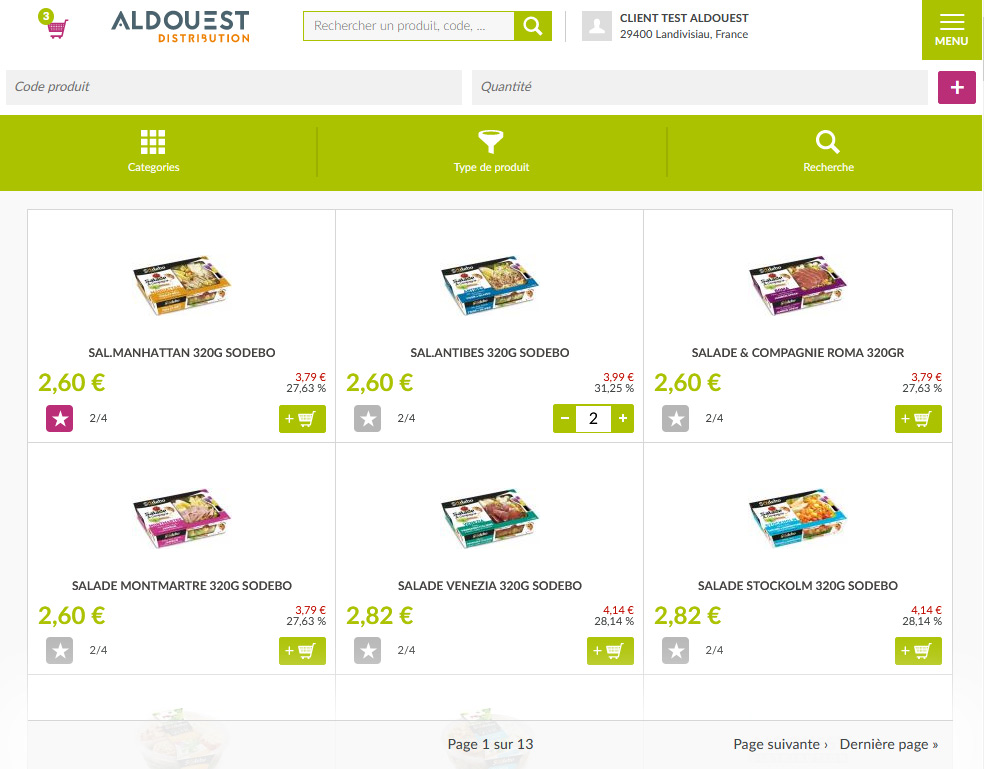 3
ALDOUEST
DISTRIBUTION
Rechercher un produit, code, ...
CLIENT TEST ALDOUEST
29400 Landivisiau, France
MENU
Code produit
Quantité
+
Categories
Type de produit
Recherche
SAL.MANHATTAN 320G SODEBO
2,60 €
3,79 €
27,63 %
2/4
+
SAL.ANTIBES 320G SODEBO
2,60 €
3,99 €
31,25 %
2/4
− 2 +
SALADE & COMPAGNIE ROMA 320GR
2,60 €
3,79 €
27,63 %
2/4
+
SALADE MONTMARTRE 320G SODEBO
2,60 €
3,79 €
27,63 %
2/4
+
SALADE VENEZIA 320G SODEBO
2,82 €
4,14 €
28,14 %
2/4
+
SALADE STOCKOLM 320G SODEBO
2,82 €
4,14 €
28,14 %
2/4
+
Page 1 sur 13
Page suivante ›
Dernière page »